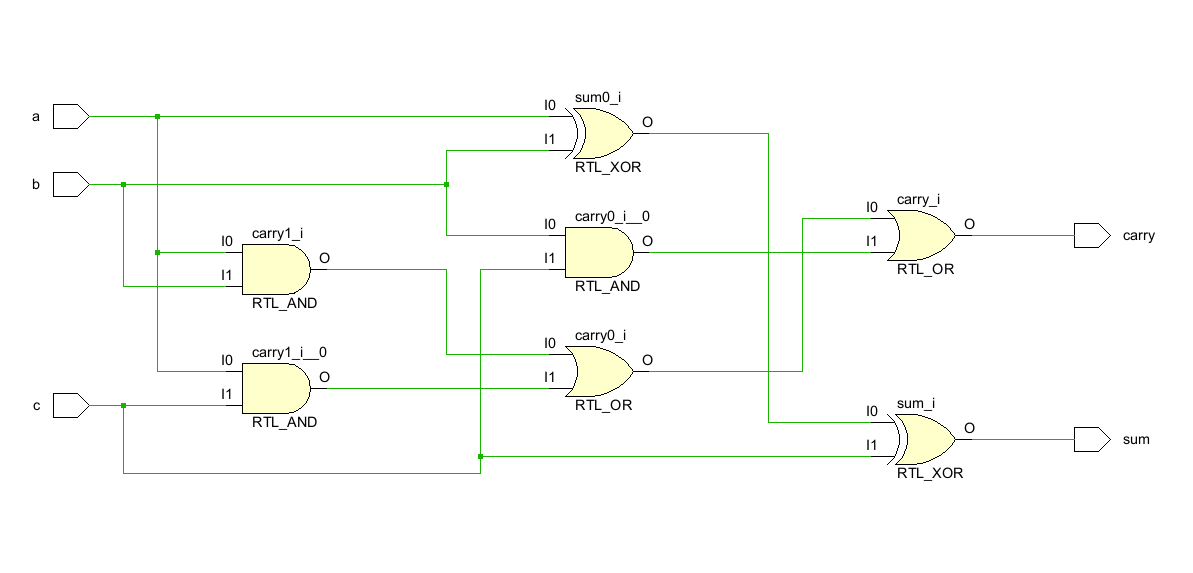 sum0_i
a
I0
O
I1
RTL_XOR
b
carry_i
I0
O
carry
I1
RTL_OR
carry0_i__0
I0
O
I1
RTL_AND
carry1_i
I0
O
I1
RTL_AND
carry0_i
I0
O
I1
RTL_OR
carry1_i__0
I0
O
I1
RTL_AND
c
sum_i
I0
O
sum
I1
RTL_XOR